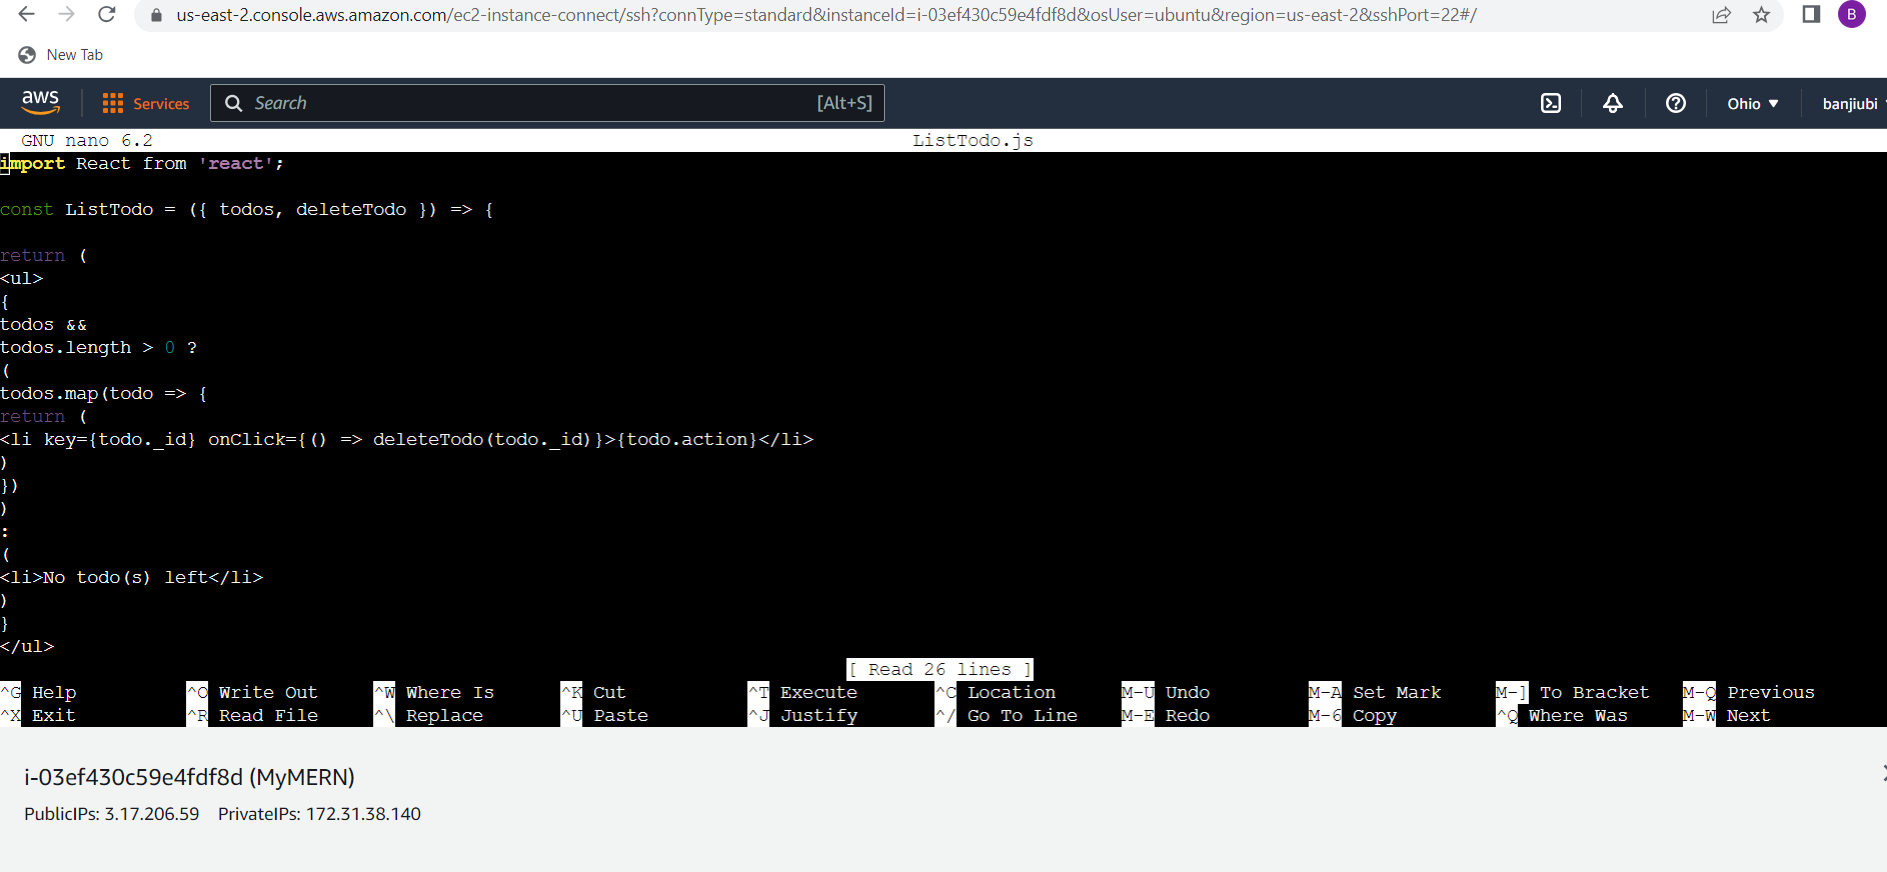 us-east-2.console.aws.amazon.com/ec2-instance-connect/ssh?connType=standard&instanceId=i-03ef430c59e4fdf8d&osUser=ubuntu&region=us-east-2&sshPort=22#/
B
New Tab
aws Services Search [Alt+S] Ohio ▼ banjiubi
GNU nano 6.2 ListTodo.js
import React from 'react';
const ListTodo = ({ todos, deleteTodo }) => {
return (
<ul>
{
todos &&
todos.length > 0 ?
(
todos.map(todo => {
return (
<li key={todo._id} onClick={() => deleteTodo(todo._id)}>{todo.action}</li>
)
})
)
:
(
<li>No todo(s) left</li>
)
}
</ul>
[ Read 26 lines ]
^G Help ^O Write Out ^W Where Is ^K Cut ^T Execute ^C Location M-U Undo M-A Set Mark M-] To Bracket M-Q Previous
^X Exit ^R Read File ^\ Replace ^U Paste ^J Justify ^/ Go To Line M-E Redo M-6 Copy ^Q Where Was M-W Next
i-03ef430c59e4fdf8d (MyMERN)
PublicIPs: 3.17.206.59 PrivateIPs: 172.31.38.140